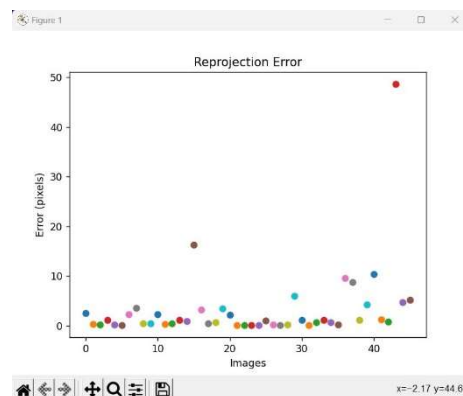 Figure 1
Reprojection Error
50
40
30
20
10
0
Error (pixels)
0 10 20 30 40
Images
x=-2.17 y=44.6